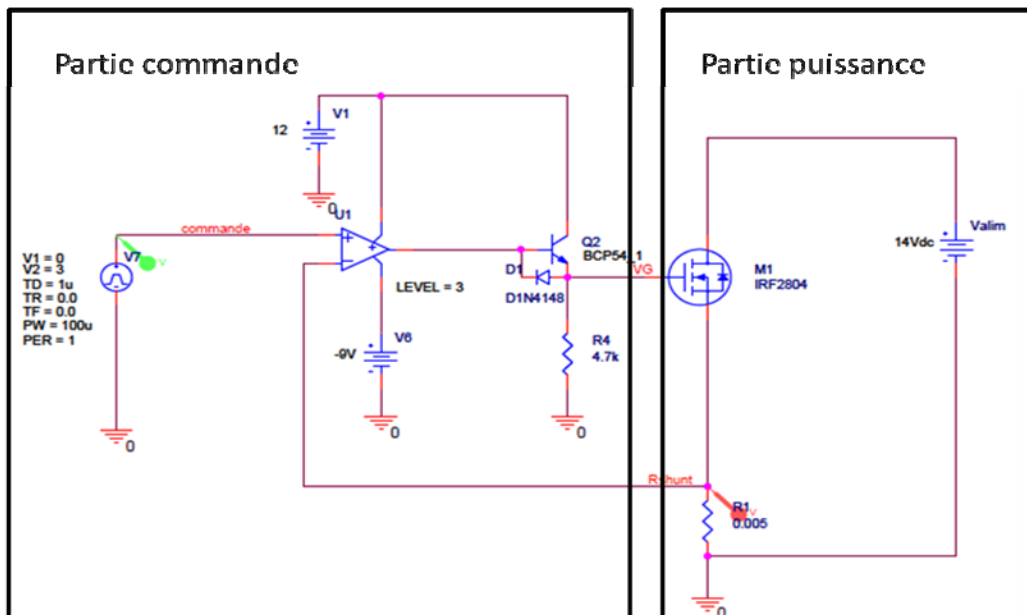 Partie commande
Partie puissance
V1
12
0
U1
commande
V1 = 0
V2 = 3
TD = 1u
TR = 0.0
TF = 0.0
PW = 100u
PER = 1
V7
V
0
LEVEL = 3
V6
-9V
0
Q2
BCP54_1
D1
D1N4148
VG
R4
4.7k
0
M1
IRF2804
Valim
14Vdc
Rshunt
R1
V
0.005
0